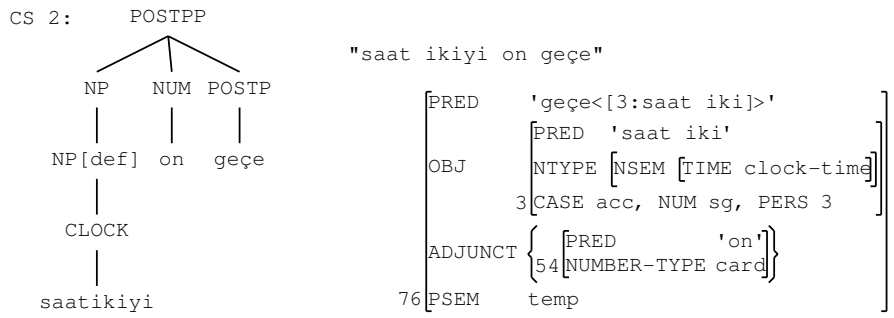 CS 2: POSTPP
"saat ikiyi on geçe"
NP NUM POSTP
PRED 'geçe<[3:saat iki]>'
PRED 'saat iki'
NP[def] on geçe
OBJ NTYPE NSEM TIME clock-time
3 CASE acc, NUM sg, PERS 3
CLOCK
PRED 'on'
ADJUNCT
54 NUMBER-TYPE card
saatikiyi
76 PSEM temp